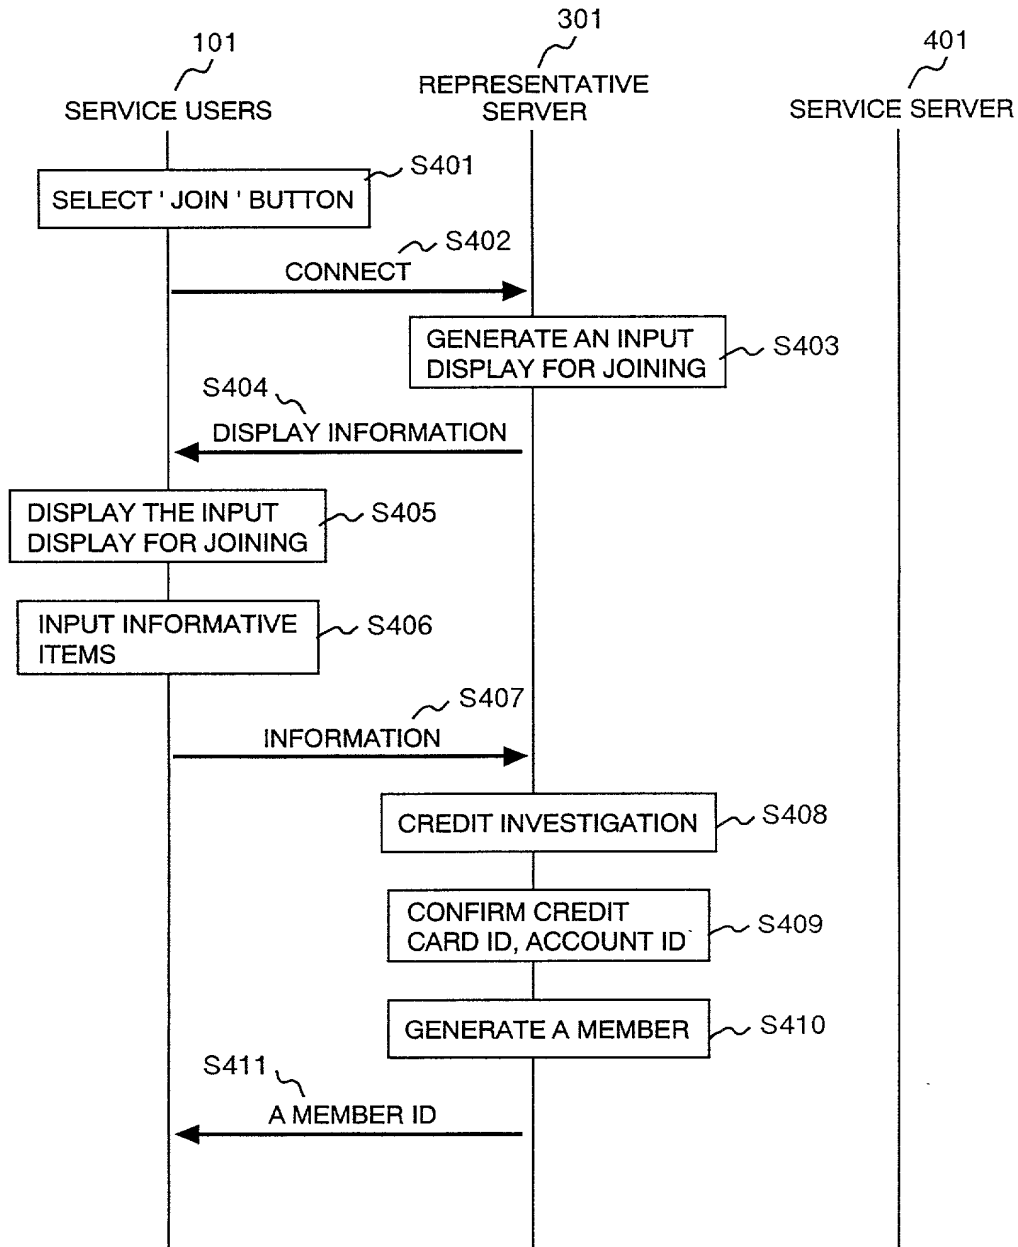 101
301
401
SERVICE USERS
REPRESENTATIVE
SERVER
SERVICE SERVER
S401
SELECT ' JOIN ' BUTTON
S402
CONNECT
GENERATE AN INPUT
DISPLAY FOR JOINING
S403
S404
DISPLAY INFORMATION
DISPLAY THE INPUT
DISPLAY FOR JOINING
S405
INPUT INFORMATIVE
ITEMS
S406
S407
INFORMATION
CREDIT INVESTIGATION
S408
CONFIRM CREDIT
CARD ID, ACCOUNT ID
S409
GENERATE A MEMBER
S410
S411
A MEMBER ID